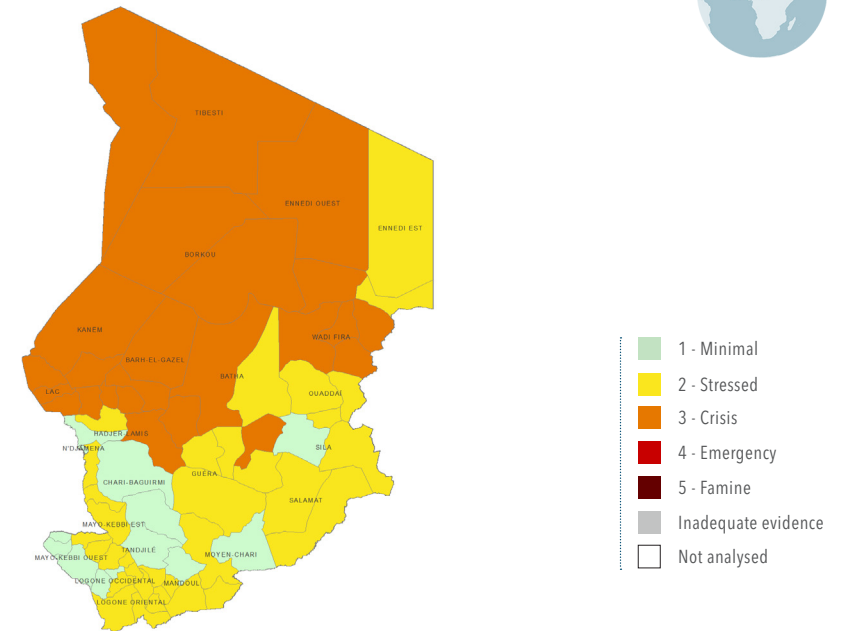 TIBESTI
ENNEDI OUEST
ENNEDI EST
BORKOU
KANEM
WADI FIRA
BARH-EL-GAZEL
BATHA
LAC
OUADDAÏ
HADJER-LAMIS
N'DJAMENA
SILA
GUÉRA
CHARI-BAGUIRMI
SALAMAT
MAYO-KEBBI EST
TANDJILÉ
MOYEN-CHARI
MAYO-KEBBI OUEST
LOGONE OCCIDENTAL
MANDOUL
LOGONE ORIENTAL
1 - Minimal
2 - Stressed
3 - Crisis
4 - Emergency
5 - Famine
Inadequate evidence
Not analysed